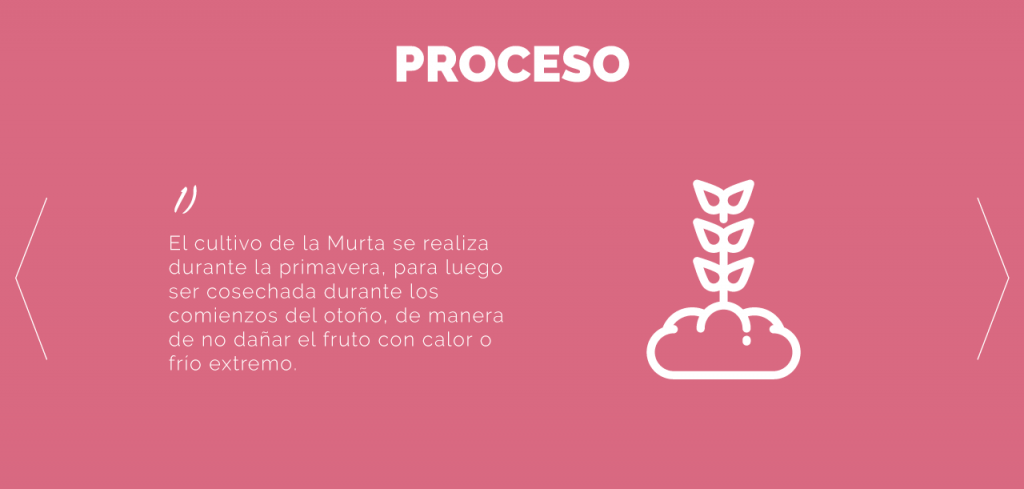 PROCESO
El cultivo de la Murta se realiza
durante la primavera, para luego
ser cosechada durante los
comienzos del otoño, de manera
de no dañar el fruto con calor o
frío extremo.